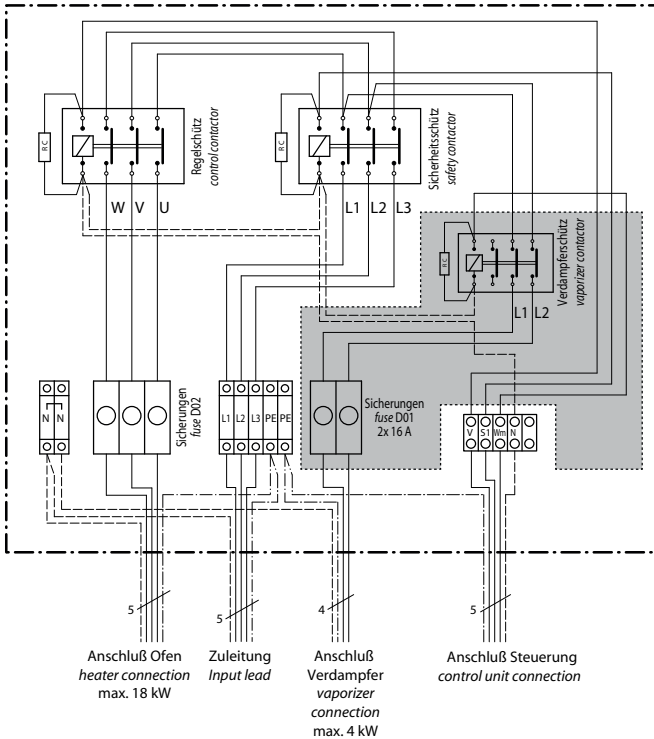 RC
Regelschütz
control contactor
RC
Sicherheitsschütz
safety contactor
W V U
L1 L2 L3
RC
Verdampferschütz
vaporizer contactor
L1 L2
N N
Sicherungen
fuse D02
L1 L2 L3 PE PE
Sicherungen
fuse D01
2x 16 A
V S1 Wm N
5
5
4
5
Anschluß Ofen
heater connection
max. 18 kW
Zuleitung
Input lead
Anschluß
Verdampfer
vaporizer
connection
max. 4 kW
Anschluß Steuerung
control unit connection